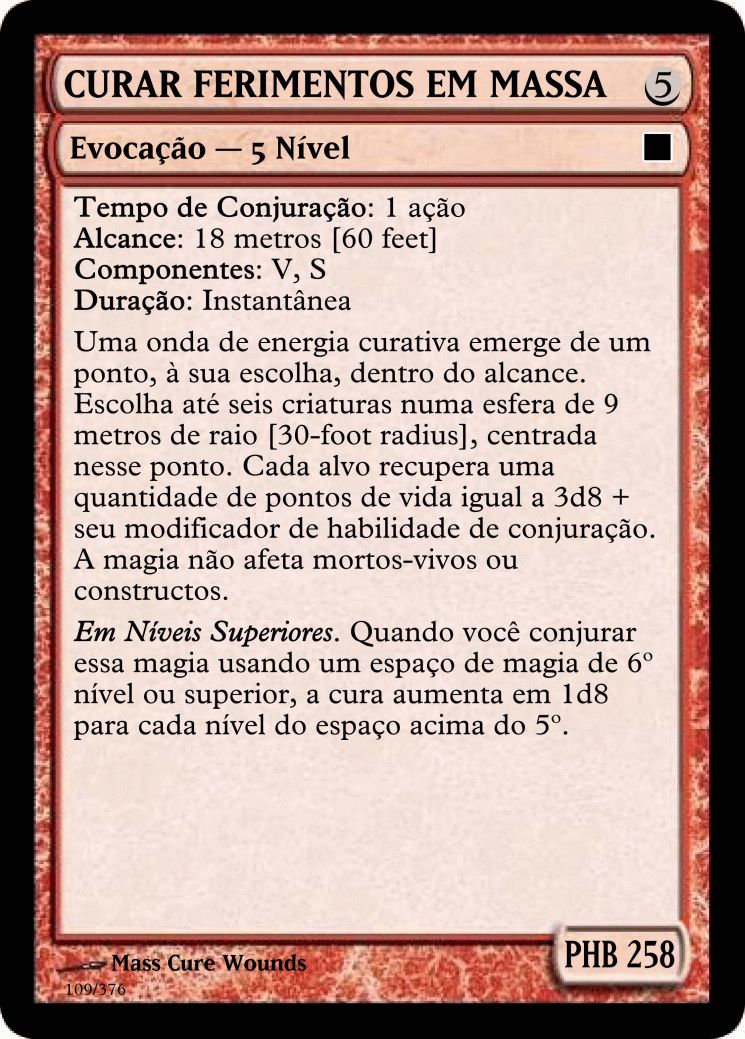 CURAR FERIMENTOS EM MASSA 5
Evocação — 5 Nível
Tempo de Conjuração: 1 ação
Alcance: 18 metros [60 feet]
Componentes: V, S
Duração: Instantânea
Uma onda de energia curativa emerge de um
ponto, à sua escolha, dentro do alcance.
Escolha até seis criaturas numa esfera de 9
metros de raio [30-foot radius], centrada
nesse ponto. Cada alvo recupera uma
quantidade de pontos de vida igual a 3d8 +
seu modificador de habilidade de conjuração.
A magia não afeta mortos-vivos ou
constructos.
Em Níveis Superiores. Quando você conjurar
essa magia usando um espaço de magia de 6º
nível ou superior, a cura aumenta em 1d8
para cada nível do espaço acima do 5º.
PHB 258
Mass Cure Wounds
109/376